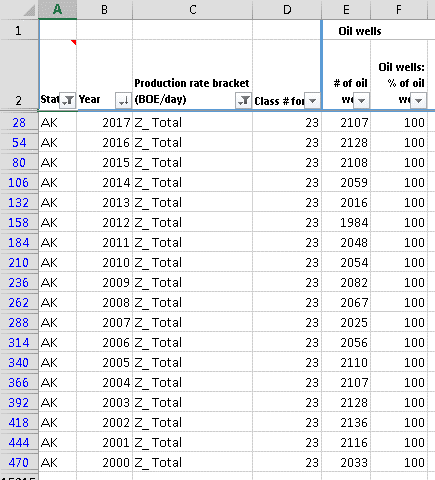 A B C D E F
1 Oil wells
Production rate bracket # of oil Oil wells: % of oil
2 Stat Year (BOE/day) Class # for we we
28 AK 2017 Z_ Total 23 2107 100
54 AK 2016 Z_ Total 23 2128 100
80 AK 2015 Z_ Total 23 2108 100
106 AK 2014 Z_ Total 23 2059 100
132 AK 2013 Z_ Total 23 2016 100
158 AK 2012 Z_ Total 23 1984 100
184 AK 2011 Z_ Total 23 2048 100
210 AK 2010 Z_ Total 23 2054 100
236 AK 2009 Z_ Total 23 2082 100
262 AK 2008 Z_ Total 23 2067 100
288 AK 2007 Z_ Total 23 2025 100
314 AK 2006 Z_ Total 23 2056 100
340 AK 2005 Z_ Total 23 2110 100
366 AK 2004 Z_ Total 23 2107 100
392 AK 2003 Z_ Total 23 2128 100
418 AK 2002 Z_ Total 23 2136 100
444 AK 2001 Z_ Total 23 2116 100
470 AK 2000 Z_ Total 23 2033 100